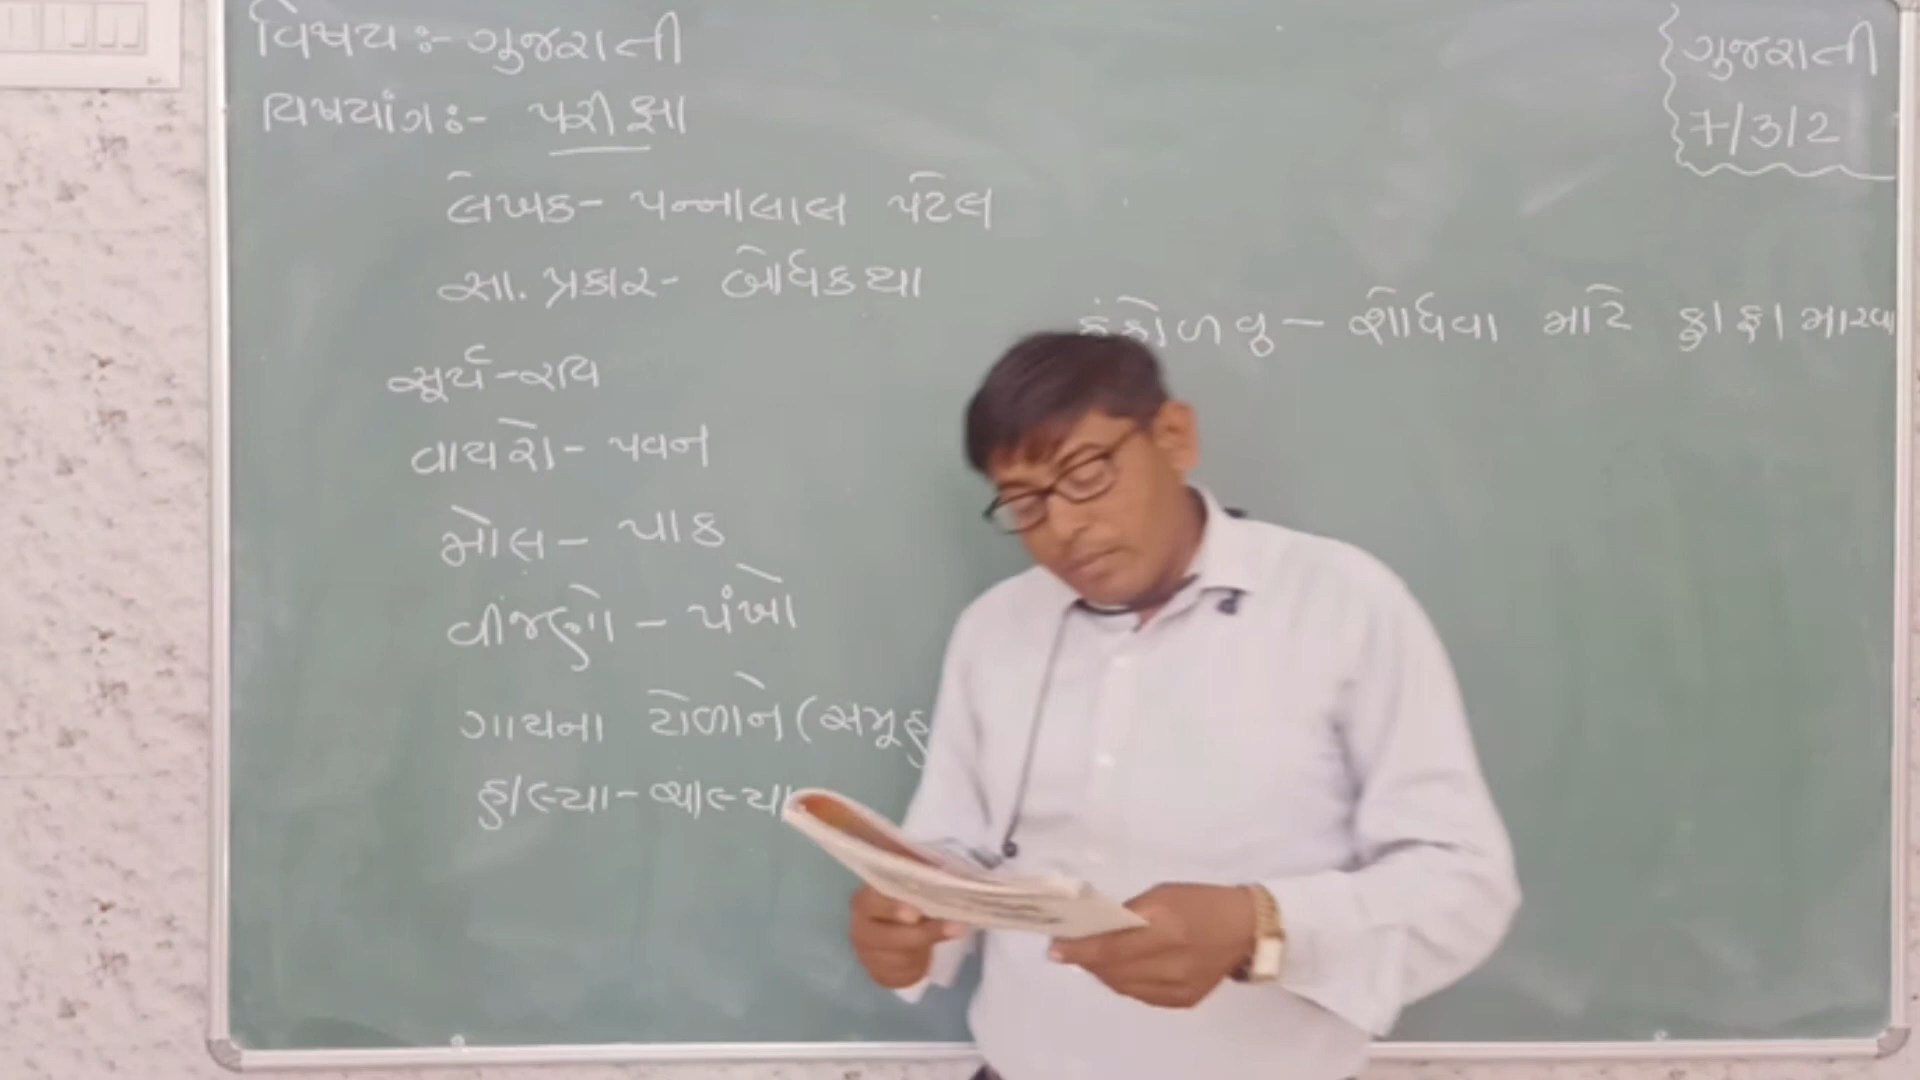 વિષય :- ગુજરાતી
વિષયાંગ :- પરીક્ષા
લેખક - પન્નાલાલ પટેલ
સા. પ્રકાર - બોધકથા
સૂર્ય - રવિ
વાયરો - પવન
મોલ - પાક
વીંજણો - પંખો
ગાયના ટોળાને (સમૂહ
હાલ્યા - ચાલ્યા
ગુજરાતી
7/3/2
ફંફોળવુ - શોધવા માટે ફાફા મારવા